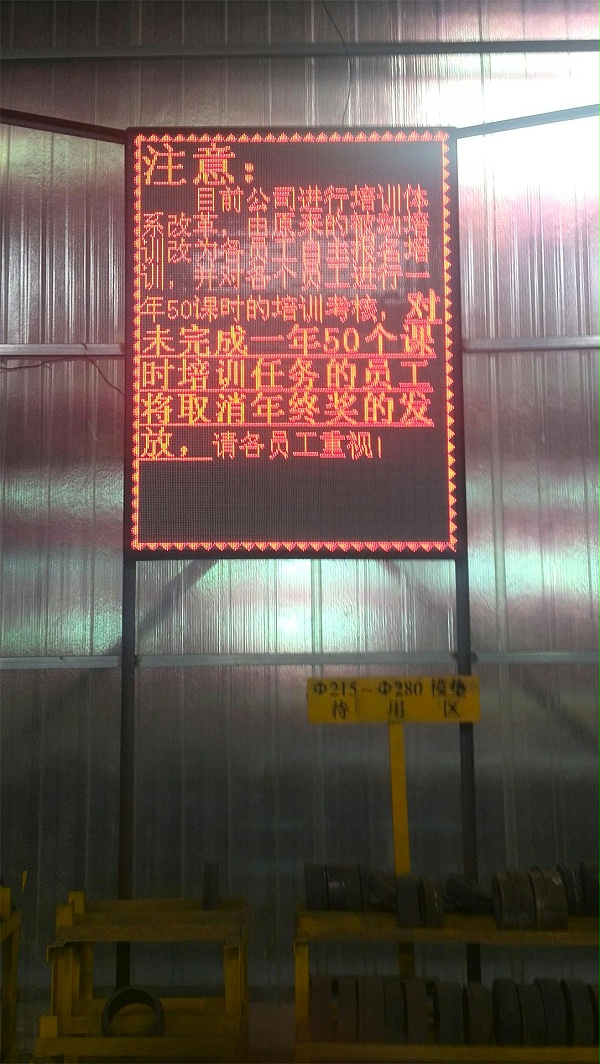 注意：
目前公司进行培训体
系改革，由原来的被动培
训改为各员工自主报名培
训，并对各个员工进行一
年50课时的培训考核，对
未完成一年50个课
时培训任务的员工
将取消年终奖的发
放，请各员工重视！
Φ215~Φ280 模垫
待 用 区